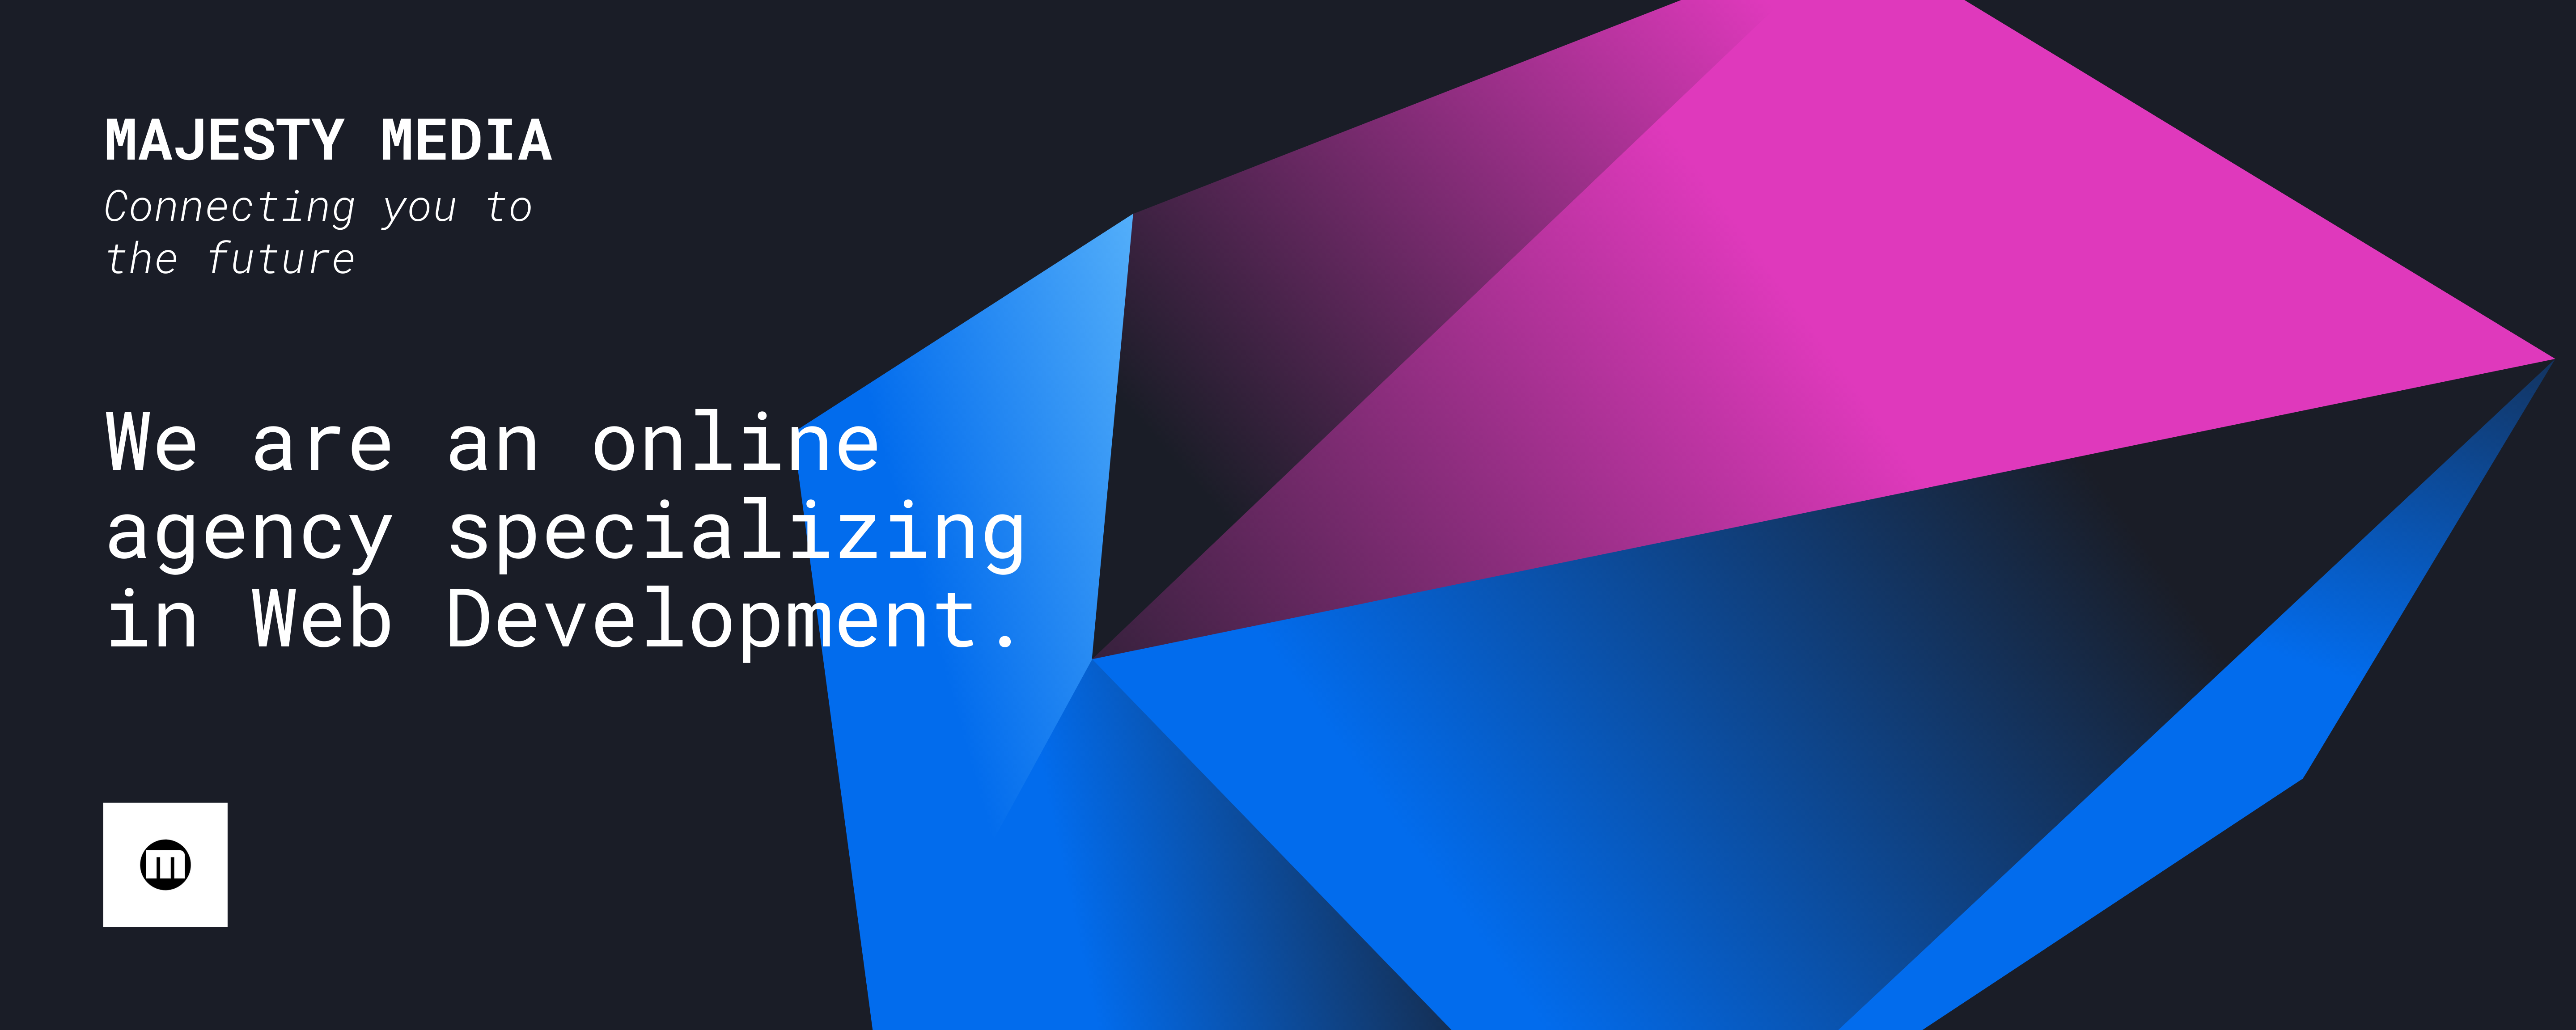 MAJESTY MEDIA
Connecting you to
the future
We are an online
agency specializing
in Web Development.
m